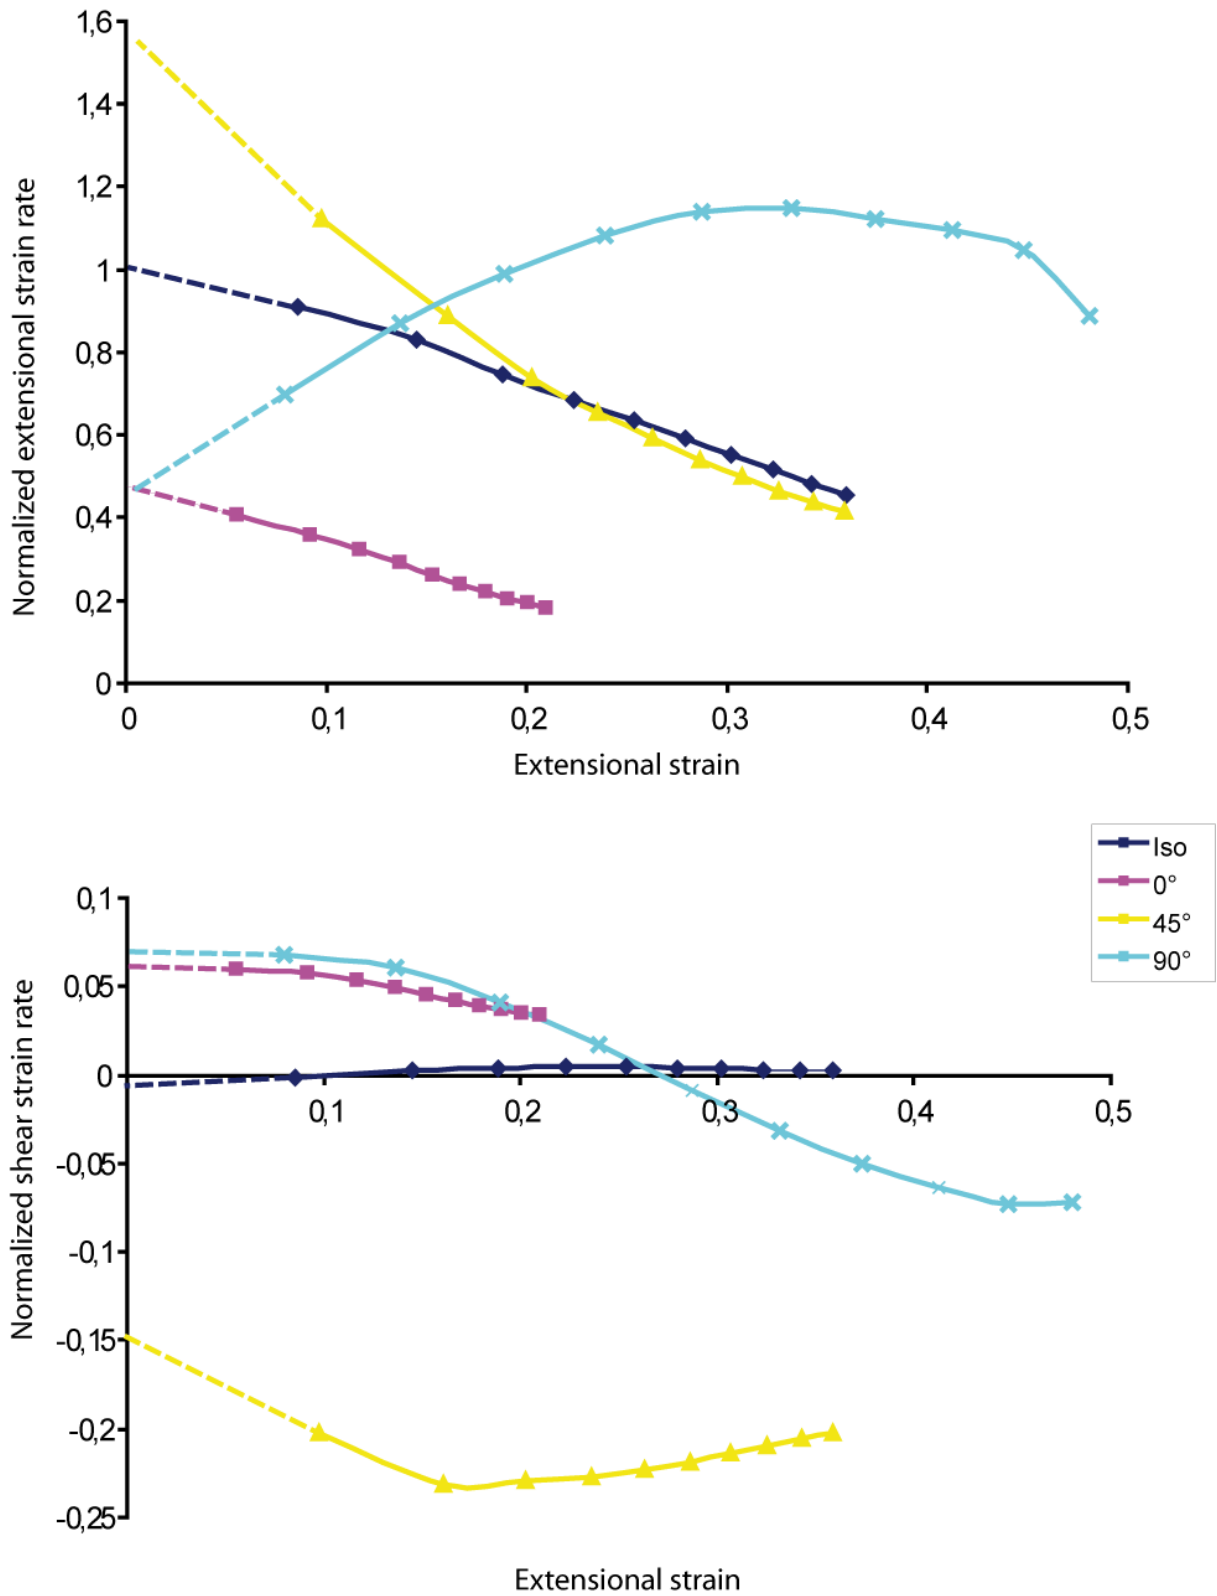 1,6
1,4
1,2
1
0,8
0,6
0,4
0,2
0
Normalized extensional strain rate
0 0,1 0,2 0,3 0,4 0,5
Extensional strain
Iso
0°
45°
90°
0,1
0,05
0
-0,05
-0,1
-0,15
-0,2
-0,25
Normalized shear strain rate
0,1 0,2 0,3 0,4 0,5
Extensional strain